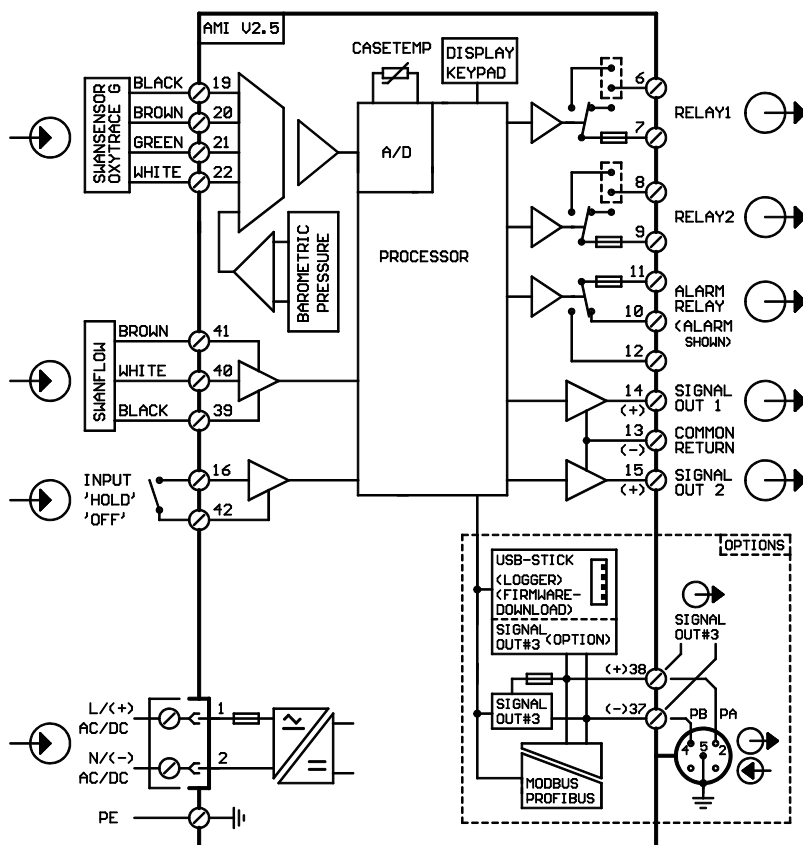 AMI V2.5
CASETEMP
DISPLAY
KEYPAD
SWANSENSOR
OXYTRACE G
BLACK 19
BROWN 20
GREEN 21
WHITE 22
A/D
PROCESSOR
BAROMETRIC
PRESSURE
6
7
RELAY1
8
9
RELAY2
11
10
12
ALARM
RELAY
(ALARM
SHOWN)
SWANFLOW
BROWN 41
WHITE 40
BLACK 39
14
(+)
SIGNAL
OUT 1
13
(-)
COMMON
RETURN
15
(+)
SIGNAL
OUT 2
INPUT
'HOLD'
'OFF'
16
42
OPTIONS
USB-STICK
(LOGGER)
(FIRMWARE-
DOWNLOAD)
SIGNAL
OUT#3 (OPTION)
SIGNAL
OUT#3
(+)38
(-)37
SIGNAL
OUT#3
PB PA
4 5 2
MODBUS
PROFIBUS
L/(+)
AC/DC
1
N/(-)
AC/DC
2
PE